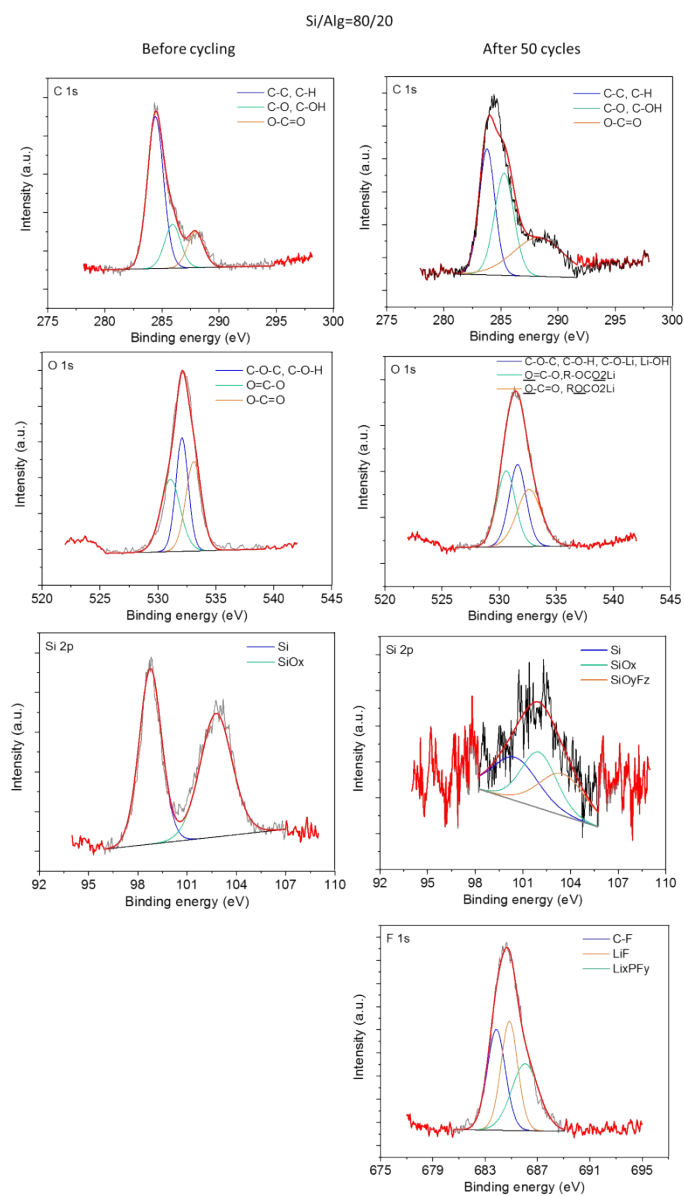 Si/Alg=80/20
Before cycling
After 50 cycles
C 1s
C-C, C-H
C-O, C-OH
O-C=O
Intensity (a.u.)
275 280 285 290 295 300
Binding energy (eV)
C 1s
C-C, C-H
C-O, C-OH
O-C=O
Intensity (a.u.)
275 280 285 290 295 300
Binding energy (eV)
O 1s
C-O-C, C-O-H
O=C-O
O-C=O
Intensity (a.u.)
520 525 530 535 540 545
Binding energy (eV)
O 1s
C-O-C, C-O-H, C-O-Li, Li-OH
O=C-O,R-OCO2Li
O-C=O, ROCO2Li
Intensity (a.u.)
520 525 530 535 540 545
Binding energy (eV)
Si 2p
Si
SiOx
Intensity (a.u.)
92 95 98 101 104 107 110
Binding energy (eV)
Si 2p
Si
SiOx
SiOyFz
Intensity (a.u.)
92 95 98 101 104 107 110
Binding energy (eV)
F 1s
C-F
LiF
LixPFy
Intensity (a.u.)
675 679 683 687 691 695
Binding energy (eV)